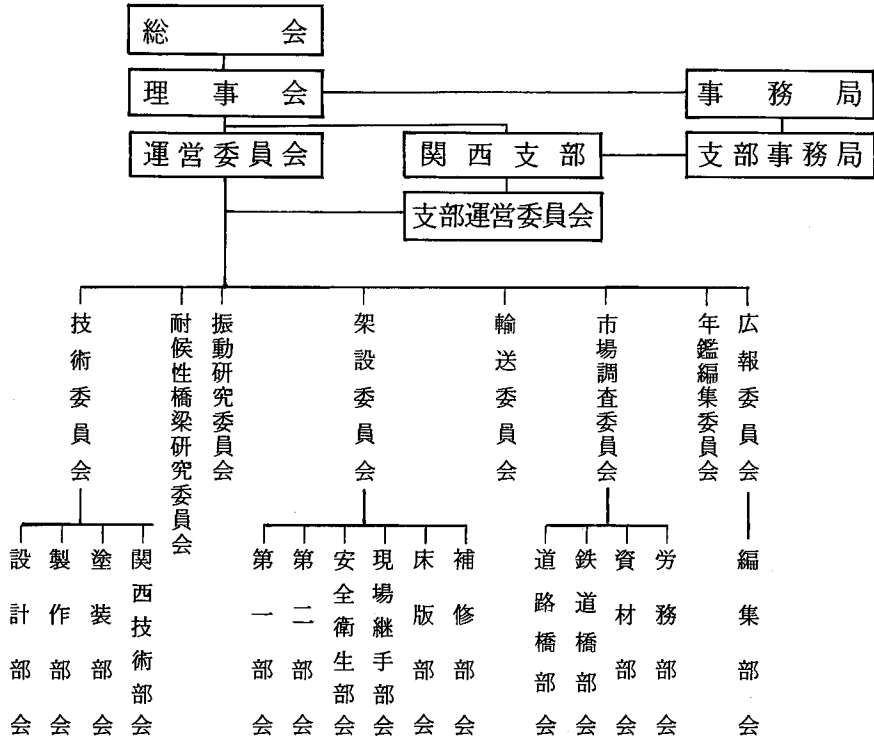 総会
理事会
事務局
運営委員会
関西支部
支部事務局
支部運営委員会
技術委員会
耐候性橋梁研究委員会
振動研究委員会
架設委員会
輸送委員会
市場調査委員会
年鑑編集委員会
広報委員会
設計部会
製作部会
塗装部会
関西技術部会
第一部会
第二部会
安全衛生部会
現場継手部会
床版部会
補修部会
道路橋部会
鉄道橋部会
資材部会
労務部会
編集部会